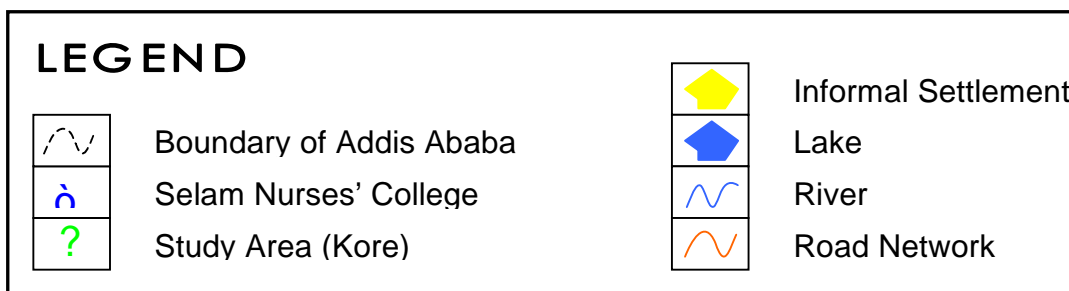 LEGEND
Boundary of Addis Ababa
ὸ Selam Nurses' College
? Study Area (Kore)
Informal Settlement
Lake
River
Road Network